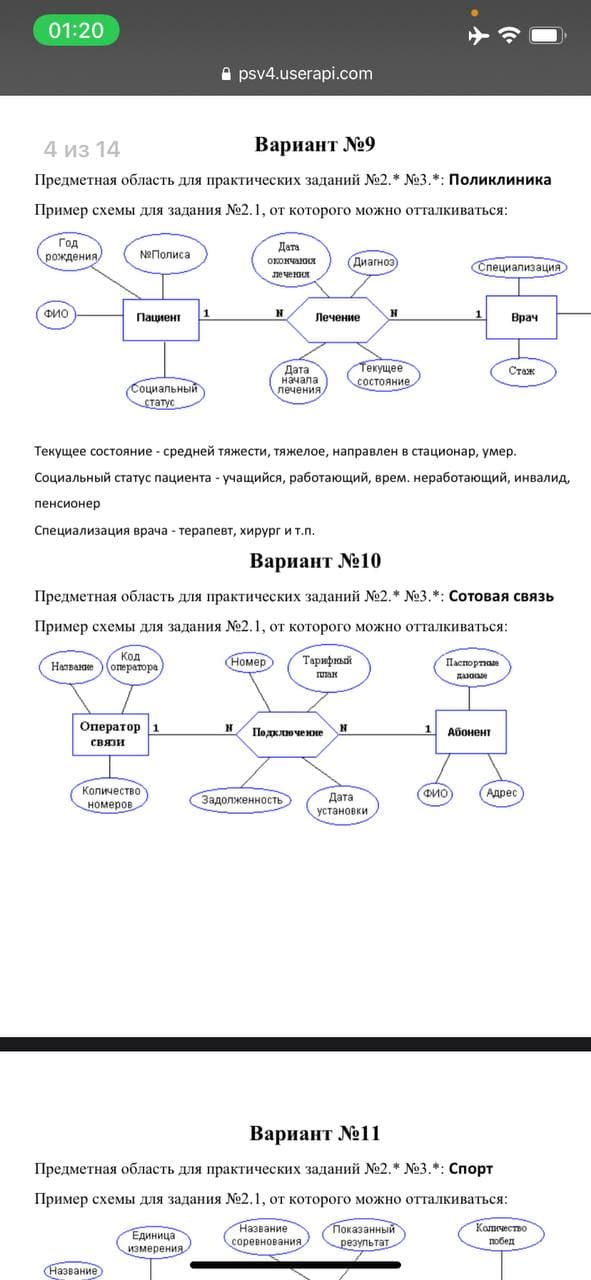 01:20
psv4.userapi.com
4 из 14
Вариант №9
Предметная область для практических заданий №2.* №3.*: Поликлиника
Пример схемы для задания №2.1, от которого можно отталкиваться:
Год
рождения
№Полиса
Дата
окончания
лечения
Диагноз
Специализация
ФИО
Пациент
1
N
Лечение
N
1
Врач
Социальный
статус
Дата
начала
лечения
Текущее
состояние
Стаж
Текущее состояние - средней тяжести, тяжелое, направлен в стационар, умер.
Социальный статус пациента - учащийся, работающий, врем. неработающий, инвалид,
пенсионер
Специализация врача - терапевт, хирург и т.п.
Вариант №10
Предметная область для практических заданий №2.* №3.*: Сотовая связь
Пример схемы для задания №2.1, от которого можно отталкиваться:
Название
Код
оператора
Номер
Тарифный
план
Паспортные
данные
Оператор
связи
1
N
Подключение
N
1
Абонент
Количество
номеров
Задолженность
Дата
установки
ФИО
Адрес
Вариант №11
Предметная область для практических заданий №2.* №3.*: Спорт
Пример схемы для задания №2.1, от которого можно отталкиваться:
Единица
измерения
Название
соревнования
Показанный
результат
Количество
побед
Название